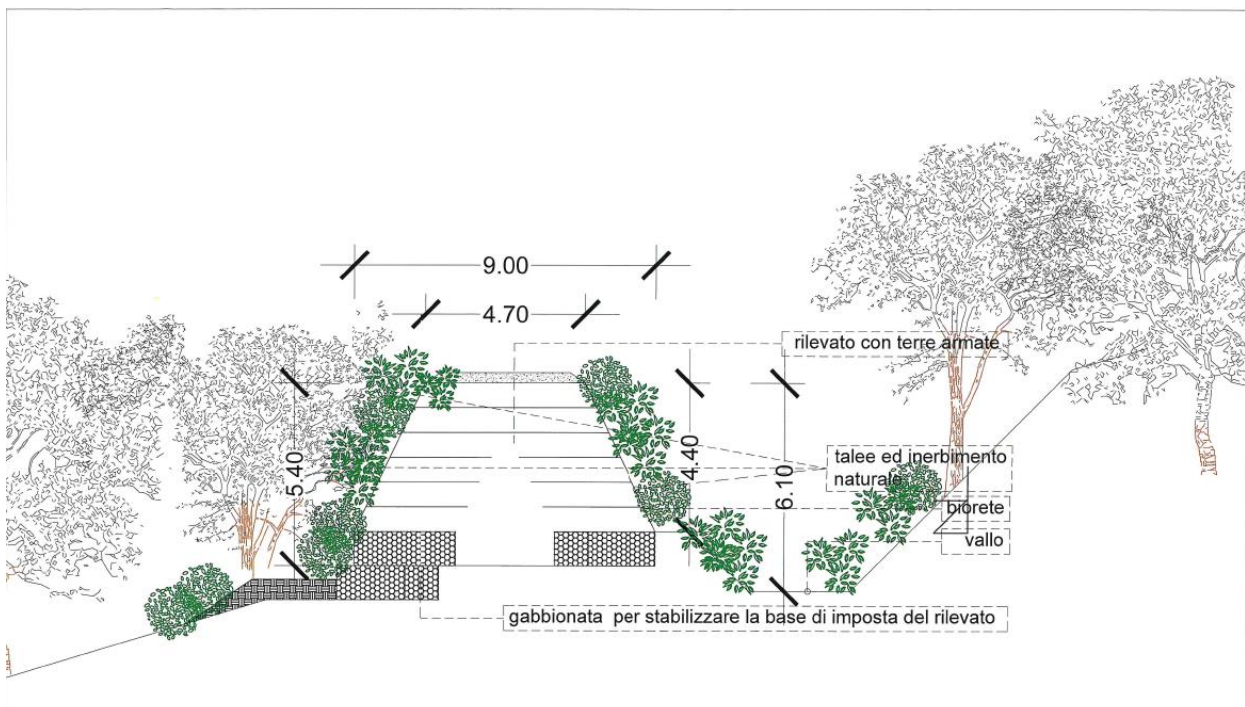 9.00
4.70
rilevato con terre armate
5.40
4.40
6.10
talee ed inerbimento
naturale
biorete
vallo
gabbionata per stabilizzare la base di imposta del rilevato